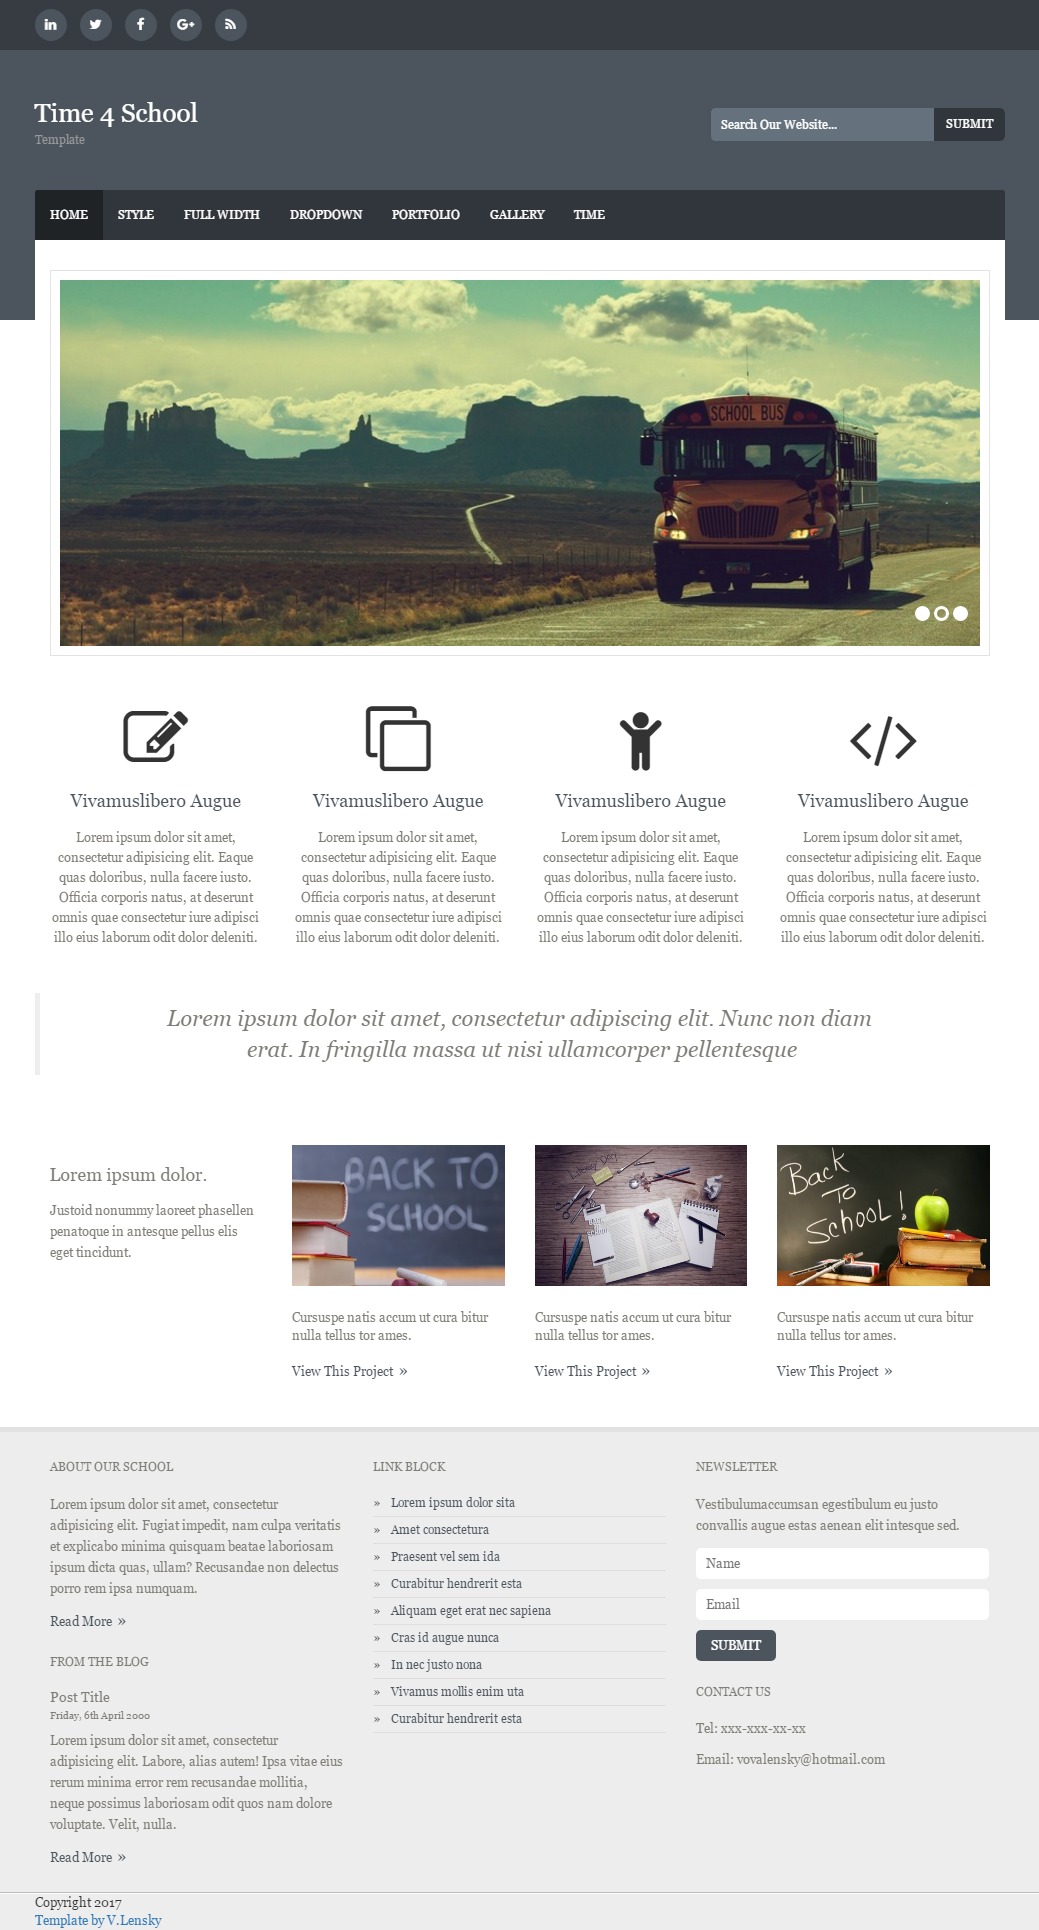 Time 4 School
Template
Search Our Website...
SUBMIT
HOME
STYLE
FULL WIDTH
DROPDOWN
PORTFOLIO
GALLERY
TIME
SCHOOL BUS
Vivamuslibero Augue
Lorem ipsum dolor sit amet,
consectetur adipisicing elit. Eaque
quas doloribus, nulla facere iusto.
Officia corporis natus, at deserunt
omnis quae consectetur iure adipisci
illo eius laborum odit dolor deleniti.
Vivamuslibero Augue
Lorem ipsum dolor sit amet,
consectetur adipisicing elit. Eaque
quas doloribus, nulla facere iusto.
Officia corporis natus, at deserunt
omnis quae consectetur iure adipisci
illo eius laborum odit dolor deleniti.
Vivamuslibero Augue
Lorem ipsum dolor sit amet,
consectetur adipisicing elit. Eaque
quas doloribus, nulla facere iusto.
Officia corporis natus, at deserunt
omnis quae consectetur iure adipisci
illo eius laborum odit dolor deleniti.
Vivamuslibero Augue
Lorem ipsum dolor sit amet,
consectetur adipisicing elit. Eaque
quas doloribus, nulla facere iusto.
Officia corporis natus, at deserunt
omnis quae consectetur iure adipisci
illo eius laborum odit dolor deleniti.
Lorem ipsum dolor sit amet, consectetur adipiscing elit. Nunc non diam
erat. In fringilla massa ut nisi ullamcorper pellentesque
Lorem ipsum dolor.
Justoid nonummy laoreet phasellen
penatoque in antesque pellus elis
eget tincidunt.
BACK TO
SCHOOL
Cursuspe natis accum ut cura bitur
nulla tellus tor ames.
View This Project »
Cursuspe natis accum ut cura bitur
nulla tellus tor ames.
View This Project »
Back
To
School!
Cursuspe natis accum ut cura bitur
nulla tellus tor ames.
View This Project »
ABOUT OUR SCHOOL
Lorem ipsum dolor sit amet, consectetur
adipisicing elit. Fugiat impedit, nam culpa veritatis
et explicabo minima quisquam beatae laboriosam
ipsum dicta quas, ullam? Recusandae non delectus
porro rem ipsa numquam.
Read More »
FROM THE BLOG
Post Title
Friday, 6th April 2000
Lorem ipsum dolor sit amet, consectetur
adipisicing elit. Labore, alias autem! Ipsa vitae eius
rerum minima error rem recusandae mollitia,
neque possimus laboriosam odit quos nam dolore
voluptate. Velit, nulla.
Read More »
LINK BLOCK
» Lorem ipsum dolor sita
» Amet consectetura
» Praesent vel sem ida
» Curabitur hendrerit esta
» Aliquam eget erat nec sapiena
» Cras id augue nunca
» In nec justo nona
» Vivamus mollis enim uta
» Curabitur hendrerit esta
NEWSLETTER
Vestibulumaccumsan egestibulum eu justo
convallis augue estas aenean elit intesque sed.
Name
Email
SUBMIT
CONTACT US
Tel: xxx-xxx-xx-xx
Email: vovalensky@hotmail.com
Copyright 2017
Template by V.Lensky